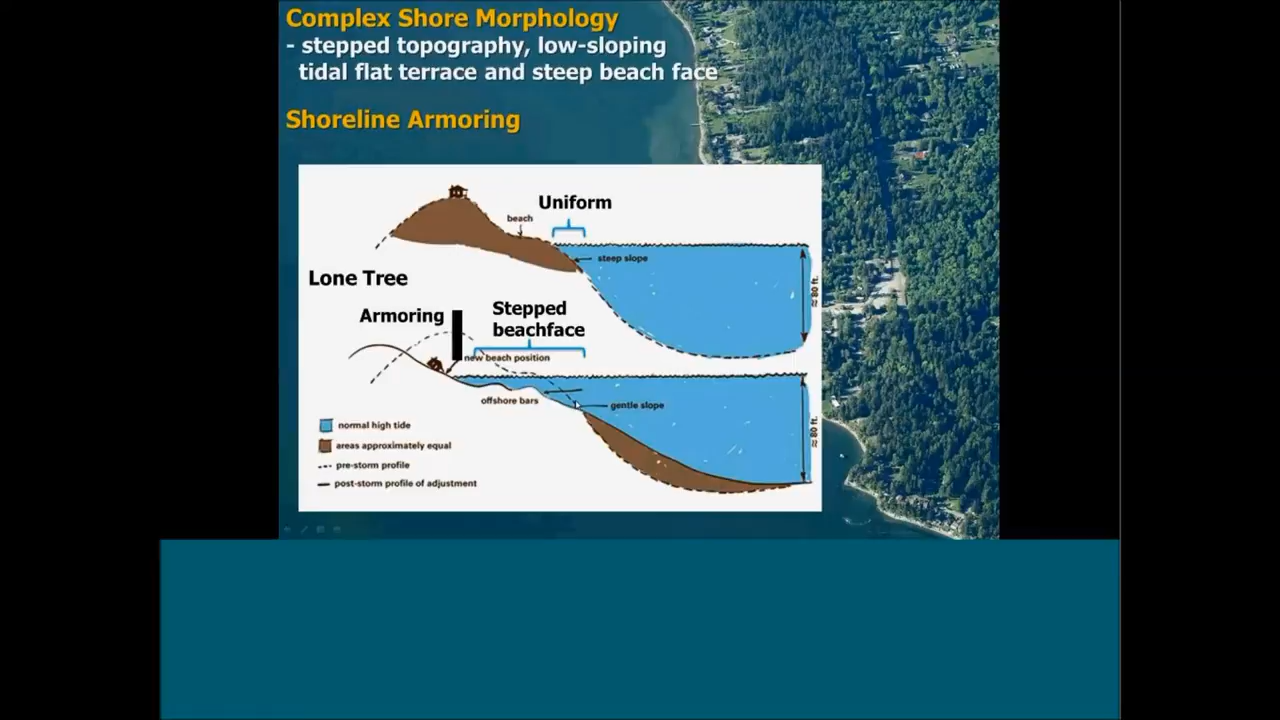 Complex Shore Morphology
- stepped topography, low-sloping
tidal flat terrace and steep beach face
Shoreline Armoring
Uniform
beach
steep slope
≈ 80 ft.
Lone Tree
Armoring
Stepped
beachface
new beach position
offshore bars
gentle slope
≈ 80 ft.
normal high tide
areas approximately equal
pre-storm profile
post-storm profile of adjustment